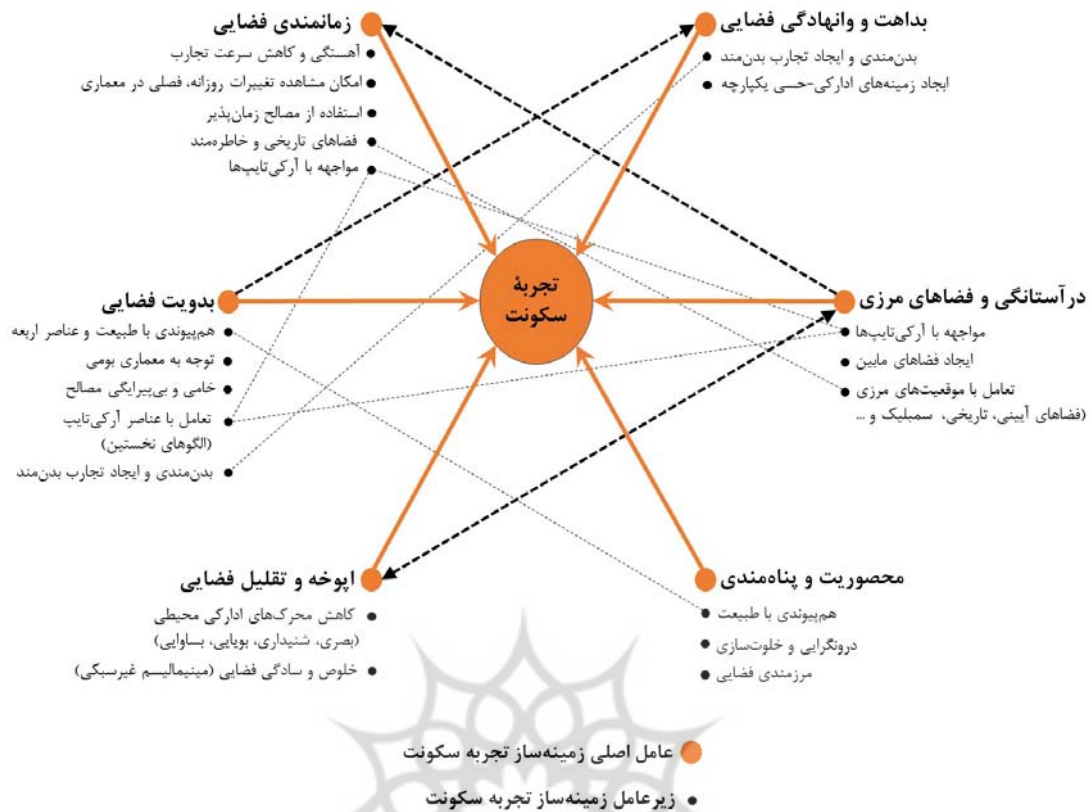 بداهت و وانهادگی فضایی
بدن‌مندی و ایجاد تجارب بدن‌مند
ایجاد زمینه‌های ادارکی-حسی یکپارچه
زمانمندی فضایی
آهستگی و کاهش سرعت تجارب
امکان مشاهده تغییرات روزانه، فصلی در معماری
استفاده از مصالح زمان‌پذیر
فضاهای تاریخی و خاطره‌مند
مواجهه با آرکی‌تایپ‌ها
تجربۀ
سکونت
درآستانگی و فضاهای مرزی
مواجهه با آرکی‌تایپ‌ها
ایجاد فضاهای مابین
تعامل با موقعیت‌های مرزی
(فضاهای آیینی، تاریخی، سمبلیک و ...
بدویت فضایی
هم‌پیوندی با طبیعت و عناصر اربعه
توجه به معماری بومی
خامی و بی‌پیرایگی مصالح
تعامل با عناصر آرکی‌تایپ
(الگوهای نخستین)
بدن‌مندی و ایجاد تجارب بدن‌مند
محصوریت و پناه‌مندی
هم‌پیوندی با طبیعت
درونگرایی و خلوت‌سازی
مرزمندی فضایی
اپوخه و تقلیل فضایی
کاهش محرک‌های ادارکی محیطی
(بصری، شنیداری، بویایی، بساوایی)
خلوص و سادگی فضایی (مینیمالیسم غیرسبکی)
عامل اصلی زمینه‌ساز تجربه سکونت
زیرعامل زمینه‌ساز تجربه سکونت